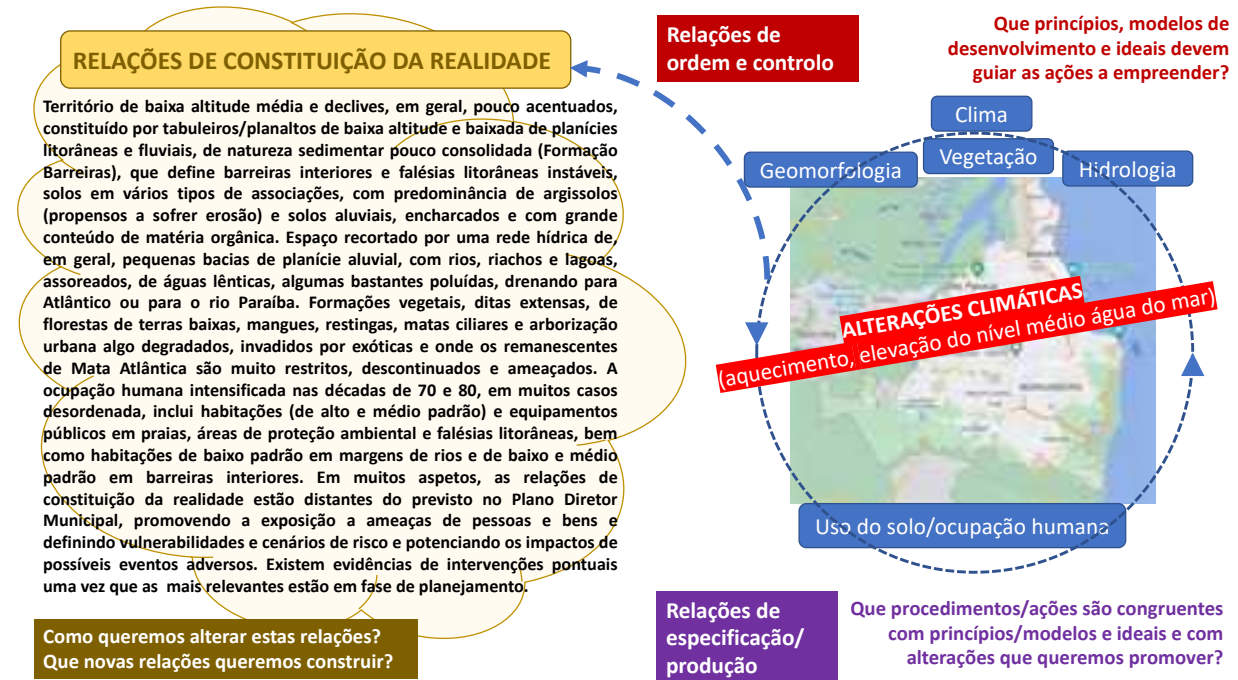 RELAÇÕES DE CONSTITUIÇÃO DA REALIDADE
Território de baixa altitude média e declives, em geral, pouco acentuados,
constituído por tabuleiros/planaltos de baixa altitude e baixada de planícies
litorâneas e fluviais, de natureza sedimentar pouco consolidada (Formação
Barreiras), que define barreiras interiores e falésias litorâneas instáveis,
solos em vários tipos de associações, com predominância de argissolos
(propensos a sofrer erosão) e solos aluviais, encharcados e com grande
conteúdo de matéria orgânica. Espaço recortado por uma rede hídrica de,
em geral, pequenas bacias de planície aluvial, com rios, riachos e lagoas,
assoreados, de águas lênticas, algumas bastantes poluídas, drenando para
Atlântico ou para o rio Paraíba. Formações vegetais, ditas extensas, de
florestas de terras baixas, mangues, restingas, matas ciliares e arborização
urbana algo degradados, invadidos por exóticas e onde os remanescentes
de Mata Atlântica são muito restritos, descontinuados e ameaçados. A
ocupação humana intensificada nas décadas de 70 e 80, em muitos casos
desordenada, inclui habitações (de alto e médio padrão) e equipamentos
públicos em praias, áreas de proteção ambiental e falésias litorâneas, bem
como habitações de baixo padrão em margens de rios e de baixo e médio
padrão em barreiras interiores. Em muitos aspetos, as relações de
constituição da realidade estão distantes do previsto no Plano Diretor
Municipal, promovendo a exposição a ameaças de pessoas e bens e
definindo vulnerabilidades e cenários de risco e potenciando os impactos de
possíveis eventos adversos. Existem evidências de intervenções pontuais
uma vez que as mais relevantes estão em fase de planejamento.
Como queremos alterar estas relações?
Que novas relações queremos construir?
Relações de
ordem e controlo
Que princípios, modelos de
desenvolvimento e ideais devem
guiar as ações a empreender?
Clima
Vegetação
Geomorfologia
Hidrologia
ALTERAÇÕES CLIMÁTICAS
(aquecimento, elevação do nível médio água do mar)
Uso do solo/ocupação humana
Relações de
especificação/
produção
Que procedimentos/ações são congruentes
com princípios/modelos e ideais e com
alterações que queremos promover?